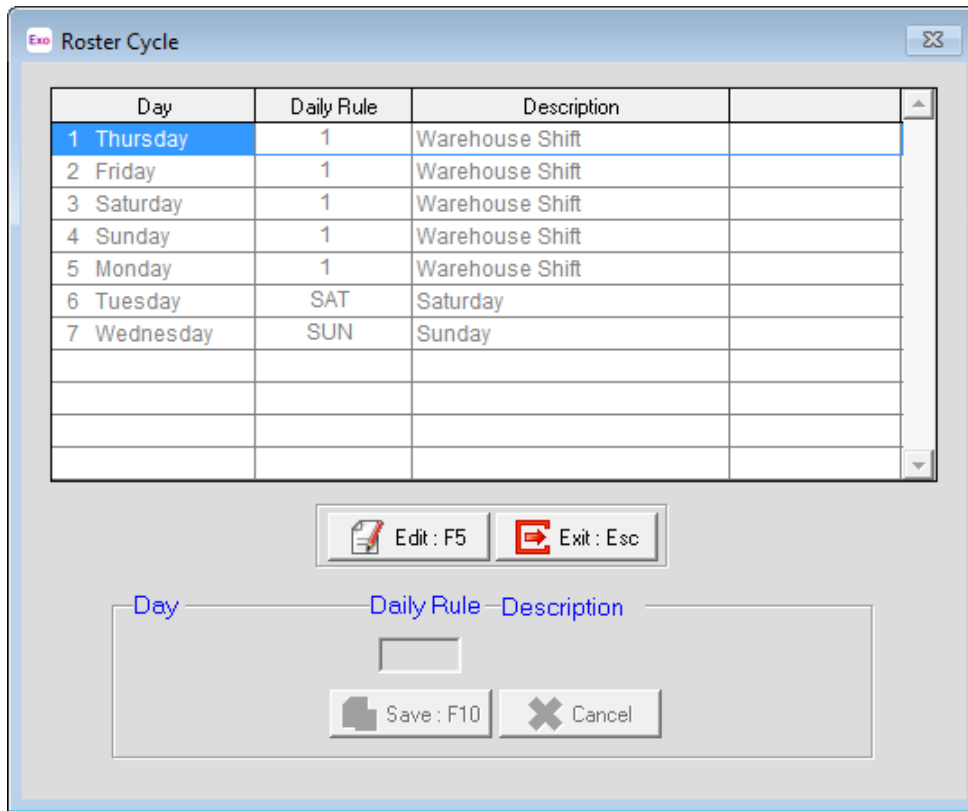 Exo Roster Cycle
Day Daily Rule Description
1 Thursday 1 Warehouse Shift
2 Friday 1 Warehouse Shift
3 Saturday 1 Warehouse Shift
4 Sunday 1 Warehouse Shift
5 Monday 1 Warehouse Shift
6 Tuesday SAT Saturday
7 Wednesday SUN Sunday
Edit : F5 Exit : Esc
Day Daily Rule Description
Save : F10 Cancel